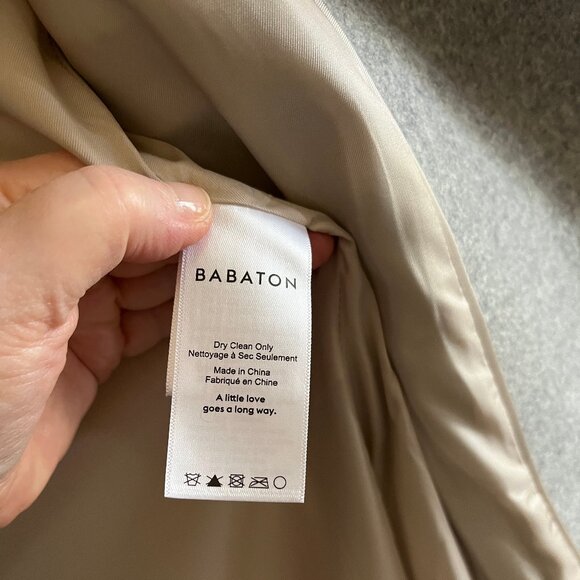 BABATON
Dry Clean Only
Nettoyage à Sec Seulement
Made in China
Fabriqué en Chine
A little love
goes a long way.